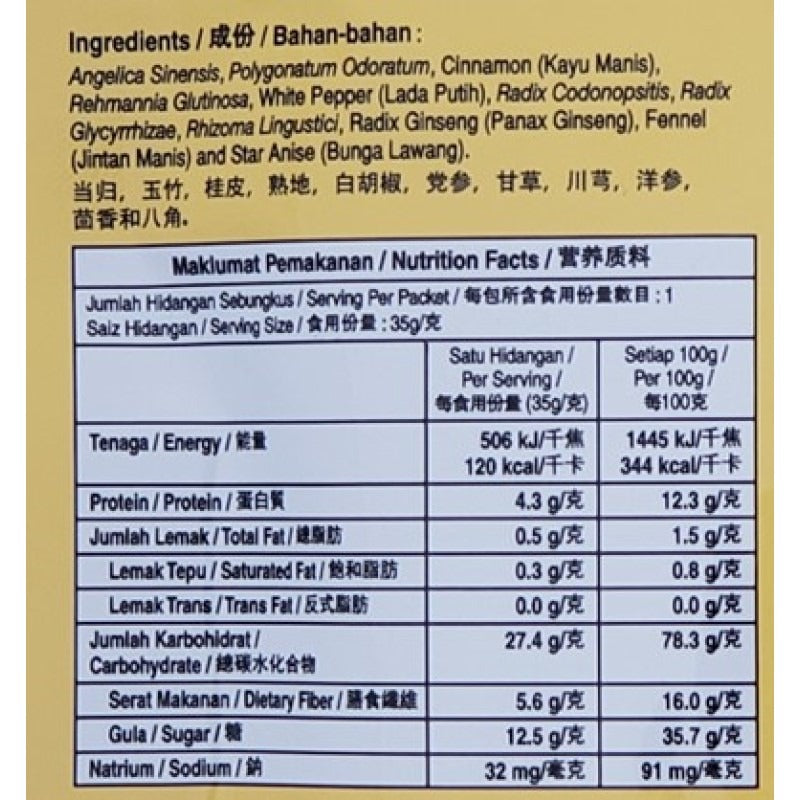 Ingredients / 成份 / Bahan-bahan :
Angelica Sinensis, Polygonatum Odoratum, Cinnamon (Kayu Manis),
Rehmannia Glutinosa, White Pepper (Lada Putih), Radix Codonopsitis, Radix
Glycyrrhizae, Rhizoma Lingustici, Radix Ginseng (Panax Ginseng), Fennel
(Jintan Manis) and Star Anise (Bunga Lawang).
当归, 玉竹, 桂皮, 熟地, 白胡椒, 党参, 甘草, 川芎, 洋参,
茴香和八角.
Maklumat Pemakanan / Nutrition Facts / 营养质料
Jumlah Hidangan Sebungkus / Serving Per Packet / 每包所含食用份量數目 : 1
Saiz Hidangan / Serving Size / 食用份量 : 35g/克
Satu Hidangan / Setiap 100g /
Per Serving / Per 100g /
每食用份量 (35g/克) 每100克
Tenaga / Energy / 能量 506 kJ/千焦 1445 kJ/千焦
120 kcal/千卡 344 kcal/千卡
Protein / Protein / 蛋白質 4.3 g/克 12.3 g/克
Jumlah Lemak / Total Fat / 總脂肪 0.5 g/克 1.5 g/克
Lemak Tepu / Saturated Fat / 飽和脂肪 0.3 g/克 0.8 g/克
Lemak Trans / Trans Fat / 反式脂肪 0.0 g/克 0.0 g/克
Jumlah Karbohidrat / 27.4 g/克 78.3 g/克
Carbohydrate / 總碳水化合物
Serat Makanan / Dietary Fiber / 膳食纖維 5.6 g/克 16.0 g/克
Gula / Sugar / 糖 12.5 g/克 35.7 g/克
Natrium / Sodium / 鈉 32 mg/毫克 91 mg/毫克